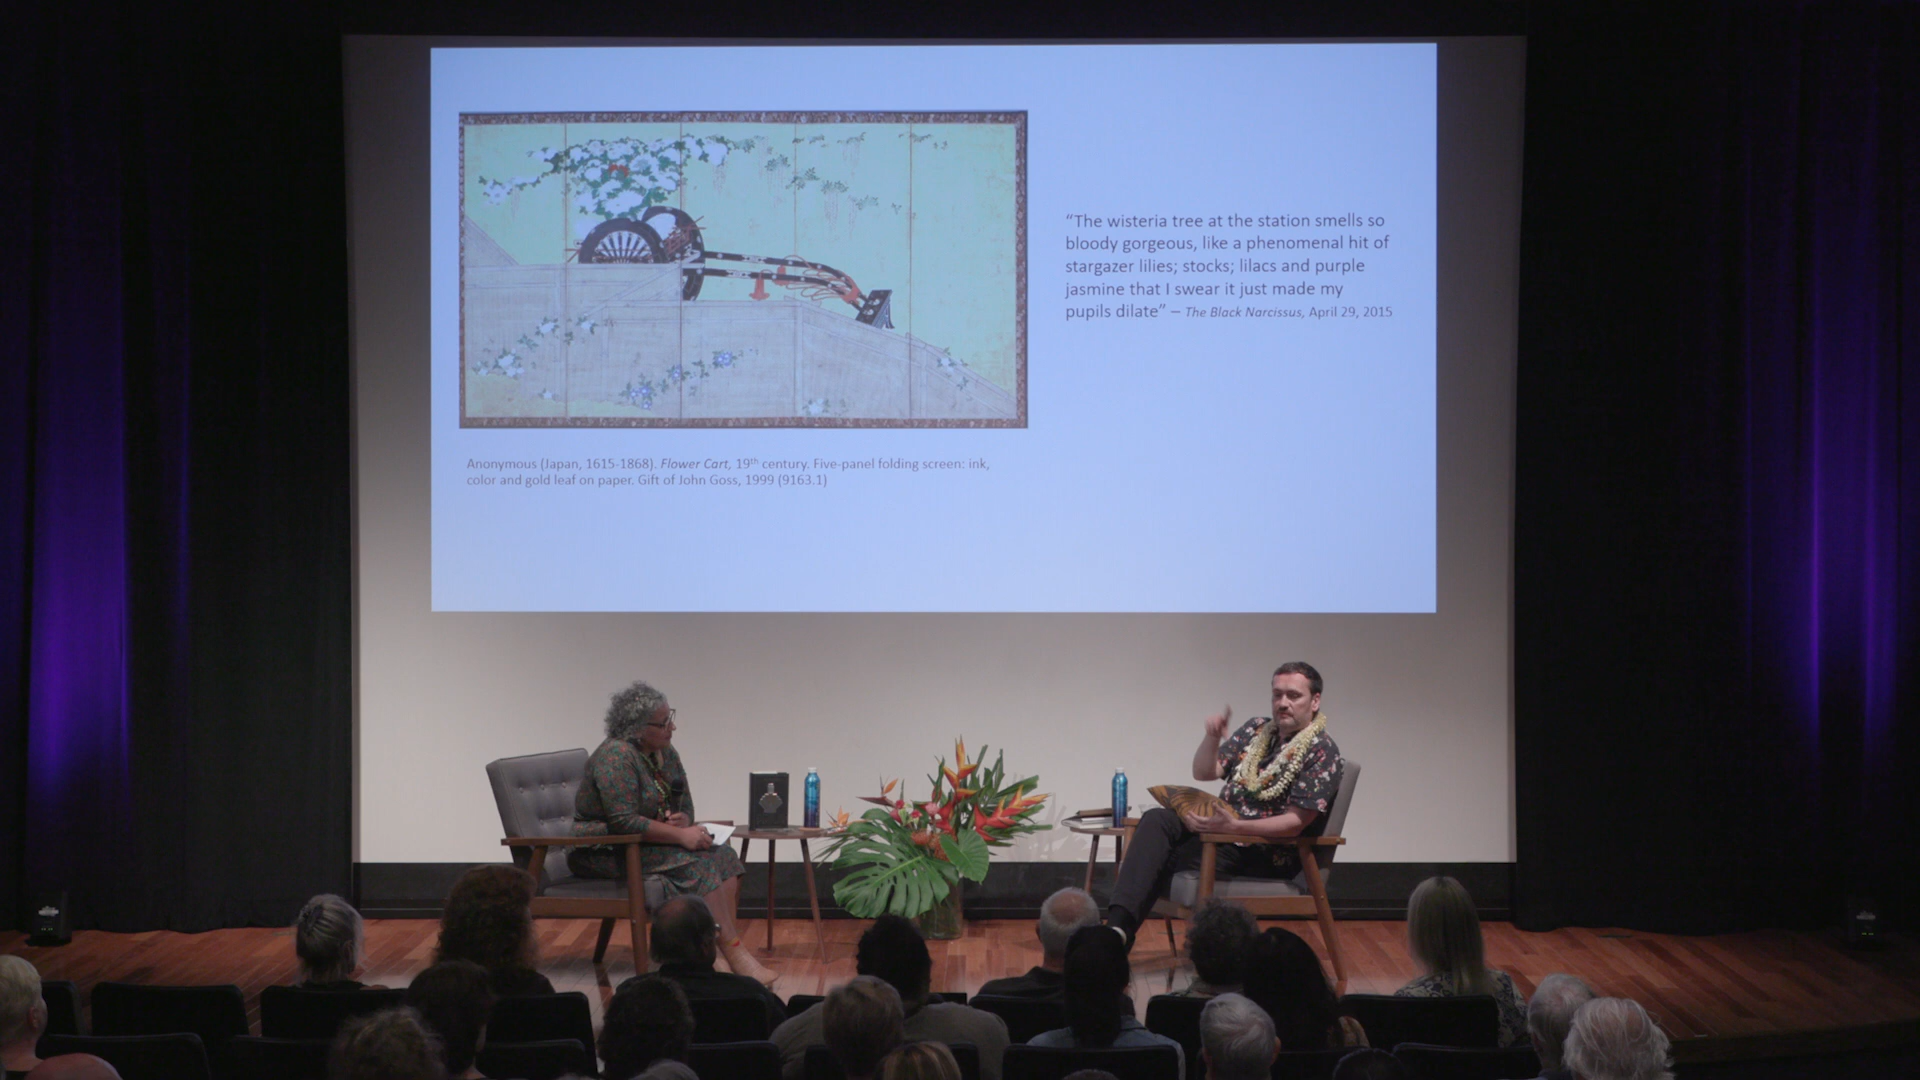 “The wisteria tree at the station smells so
bloody gorgeous, like a phenomenal hit of
stargazer lilies; stocks; lilacs and purple
jasmine that I swear it just made my
pupils dilate” – The Black Narcissus, April 29, 2015
Anonymous (Japan, 1615-1868). Flower Cart, 19th century. Five-panel folding screen: ink,
color and gold leaf on paper. Gift of John Goss, 1999 (9163.1)